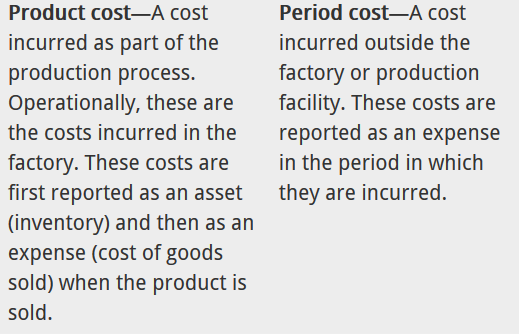 Product cost—A cost
incurred as part of the
production process.
Operationally, these are
the costs incurred in the
factory. These costs are
first reported as an asset
(inventory) and then as an
expense (cost of goods
sold) when the product is
sold.
Period cost—A cost
incurred outside the
factory or production
facility. These costs are
reported as an expense
in the period in which
they are incurred.